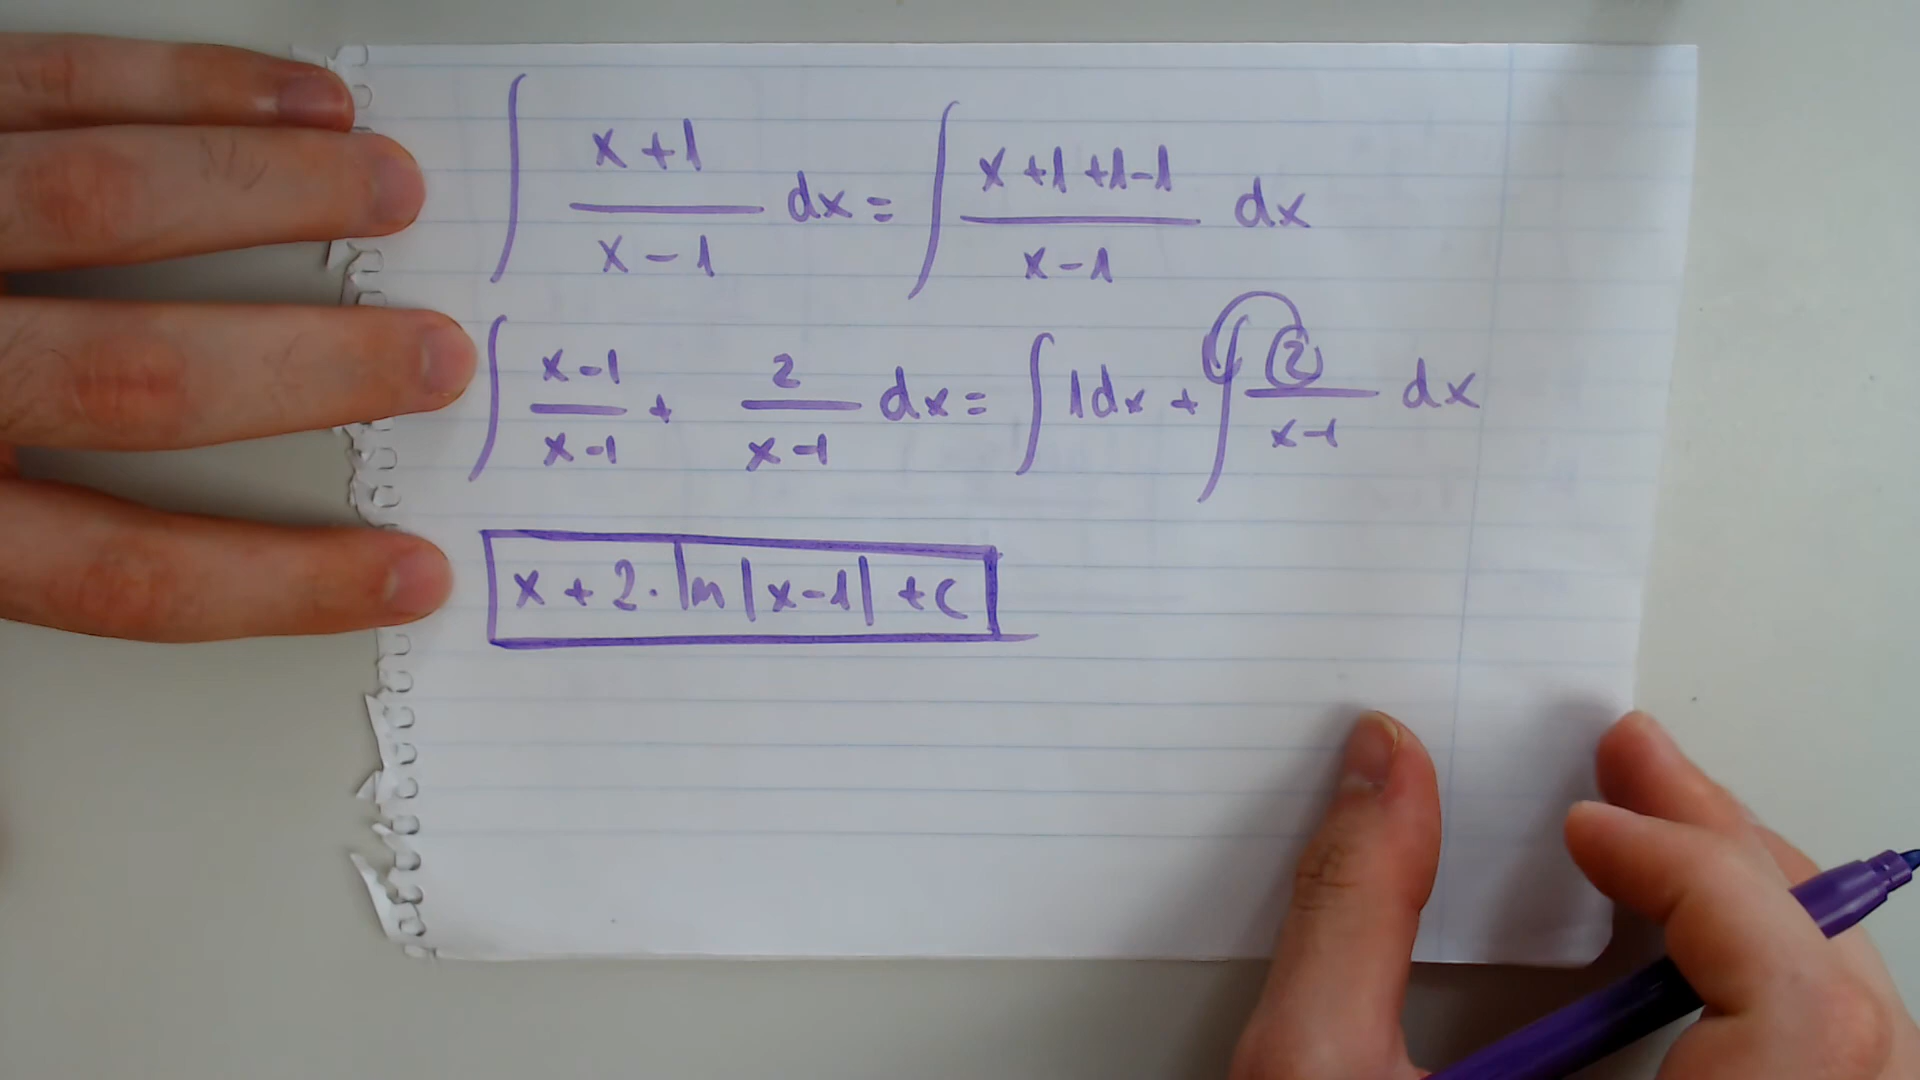 ∫ x+1 / x-1 dx = ∫ x+1+1-1 / x-1 dx
∫ x-1 / x-1 + 2 / x-1 dx = ∫ 1dx + ∫ 2 / x-1 dx
x + 2 · ln|x-1| + c